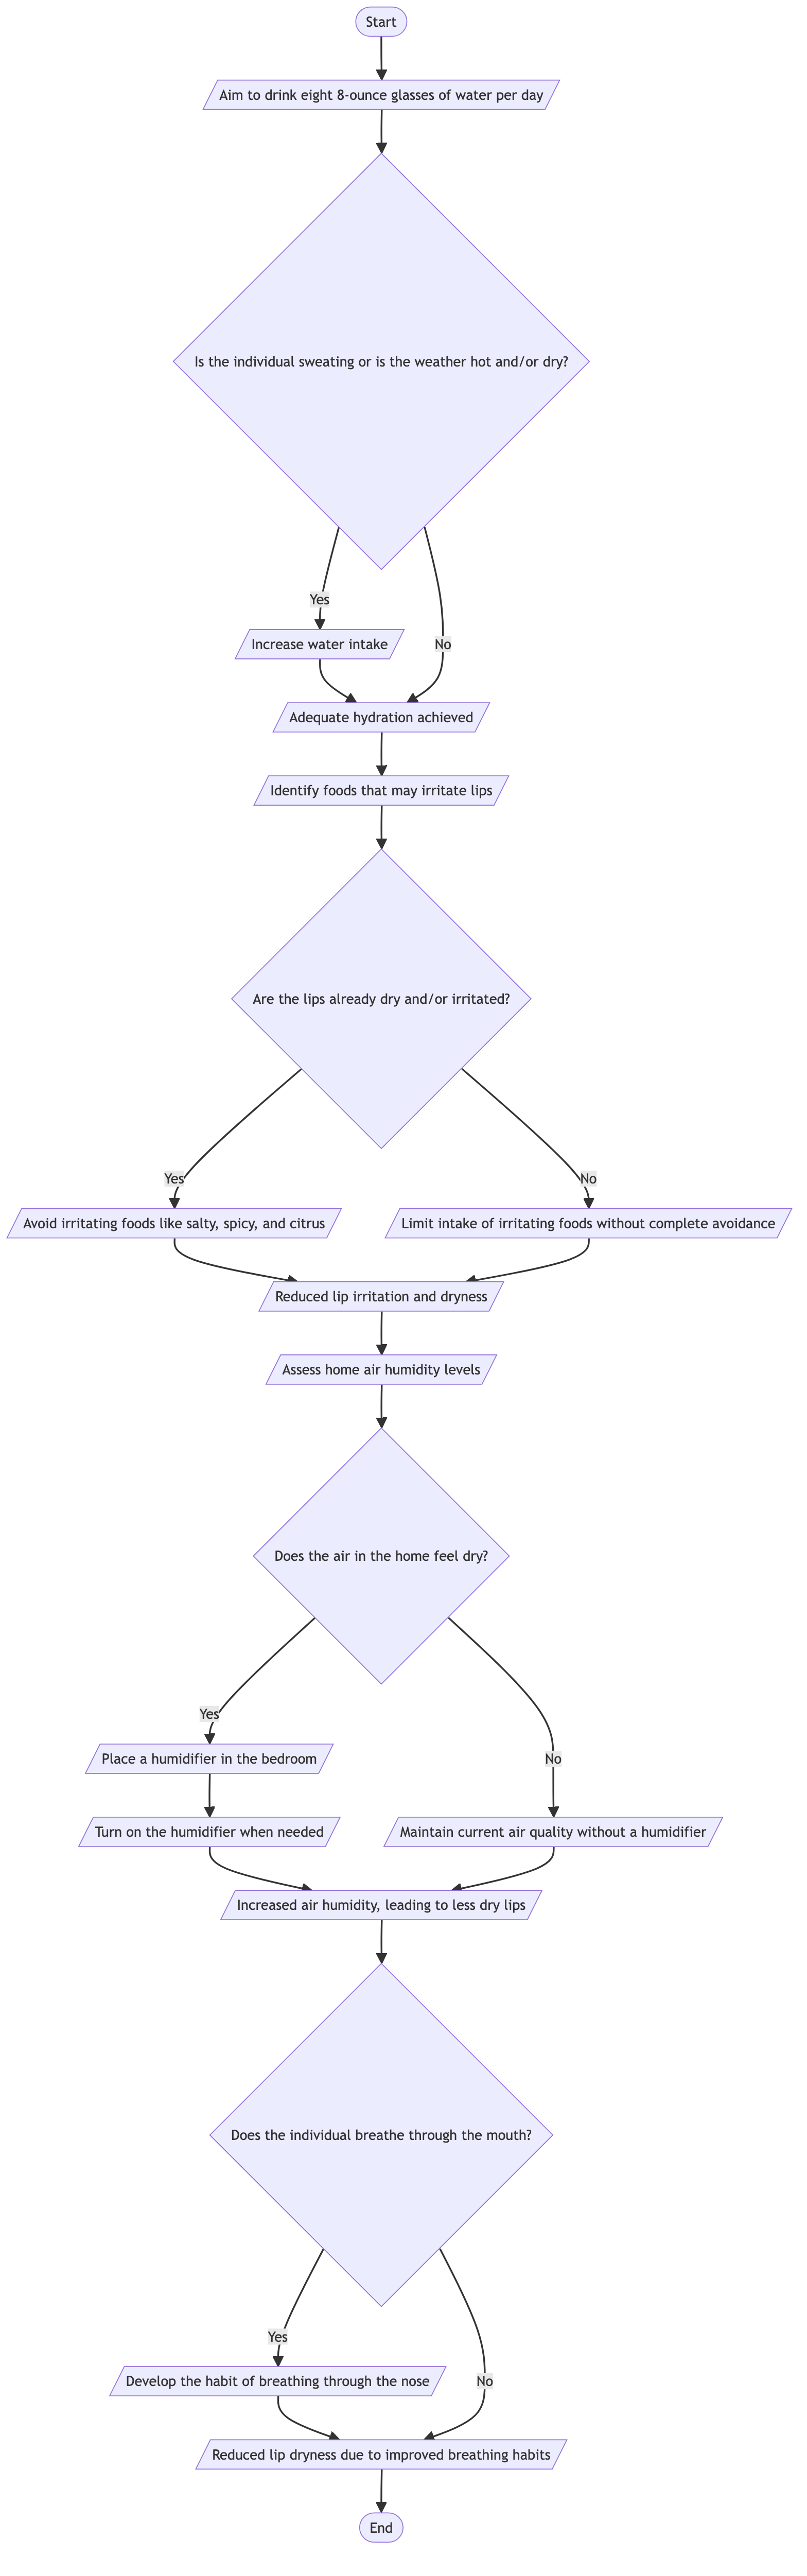 Start
Aim to drink eight 8-ounce glasses of water per day
Is the individual sweating or is the weather hot and/or dry?
Yes
Increase water intake
No
Adequate hydration achieved
Identify foods that may irritate lips
Are the lips already dry and/or irritated?
Yes
No
Avoid irritating foods like salty, spicy, and citrus
Limit intake of irritating foods without complete avoidance
Reduced lip irritation and dryness
Assess home air humidity levels
Does the air in the home feel dry?
Yes
Place a humidifier in the bedroom
No
Turn on the humidifier when needed
Maintain current air quality without a humidifier
Increased air humidity, leading to less dry lips
Does the individual breathe through the mouth?
Yes
Develop the habit of breathing through the nose
No
Reduced lip dryness due to improved breathing habits
End